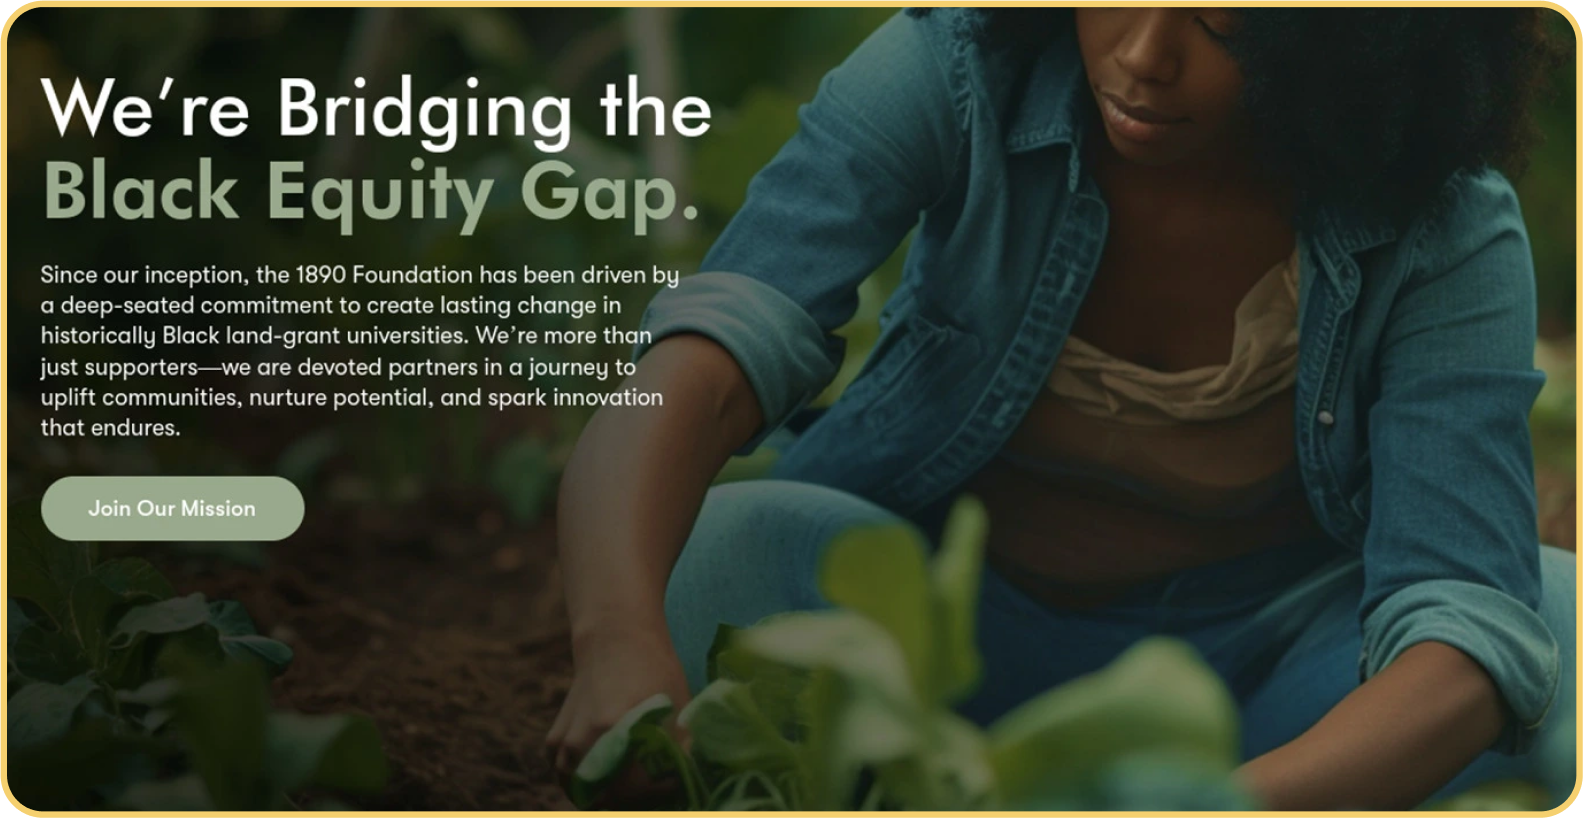 We’re Bridging the
Black Equity Gap.
Since our inception, the 1890 Foundation has been driven by
a deep-seated commitment to create lasting change in
historically Black land-grant universities. We’re more than
just supporters—we are devoted partners in a journey to
uplift communities, nurture potential, and spark innovation
that endures.
Join Our Mission